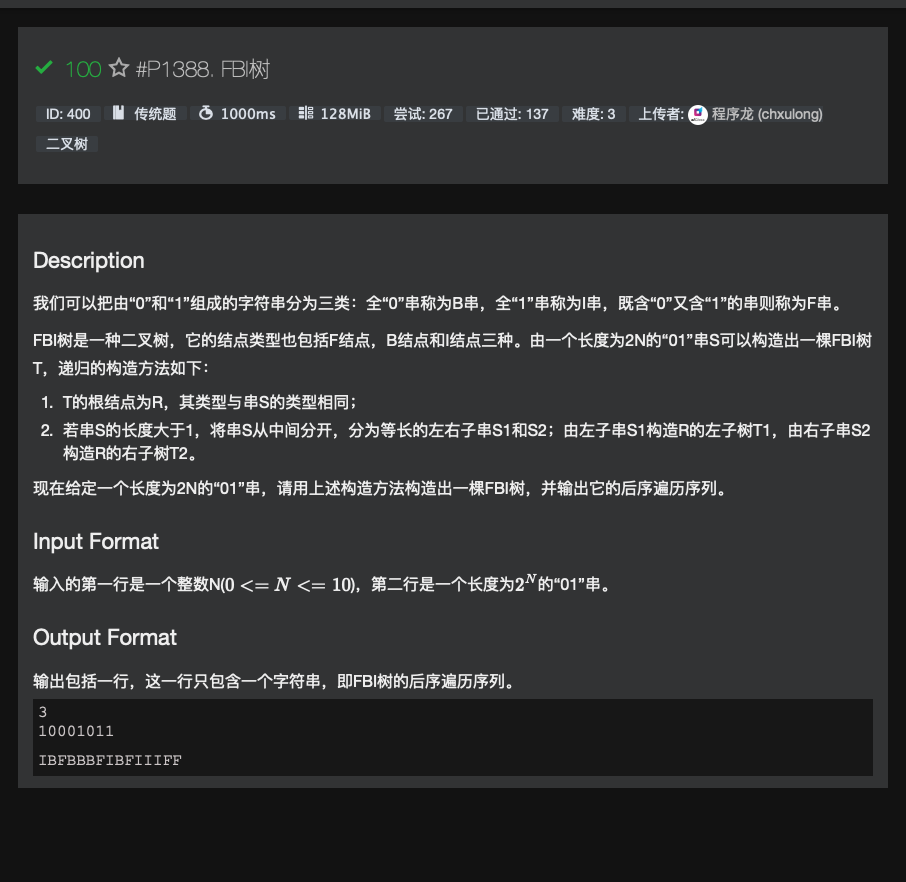 100 #P1388. FBI树
ID: 400 传统题 1000ms 128MiB 尝试: 267 已通过: 137 难度: 3 上传者: 程序龙 (chxulong)
二叉树
Description
我们可以把由“0”和“1”组成的字符串分为三类：全“0”串称为B串，全“1”串称为I串，既含“0”又含“1”的串则称为F串。
FBI树是一种二叉树，它的结点类型也包括F结点，B结点和I结点三种。由一个长度为2N的“01”串S可以构造出一棵FBI树
T，递归的构造方法如下：
1. T的根结点为R，其类型与串S的类型相同；
2. 若串S的长度大于1，将串S从中间分开，分为等长的左右子串S1和S2；由左子串S1构造R的左子树T1，由右子串S2
构造R的右子树T2。
现在给定一个长度为2N的“01”串，请用上述构造方法构造出一棵FBI树，并输出它的后序遍历序列。
Input Format
输入的第一行是一个整数N(0 <= N <= 10)，第二行是一个长度为2^N的“01”串。
Output Format
输出包括一行，这一行只包含一个字符串，即FBI树的后序遍历序列。
3
10001011
IBFBBBFIBFIIIFF